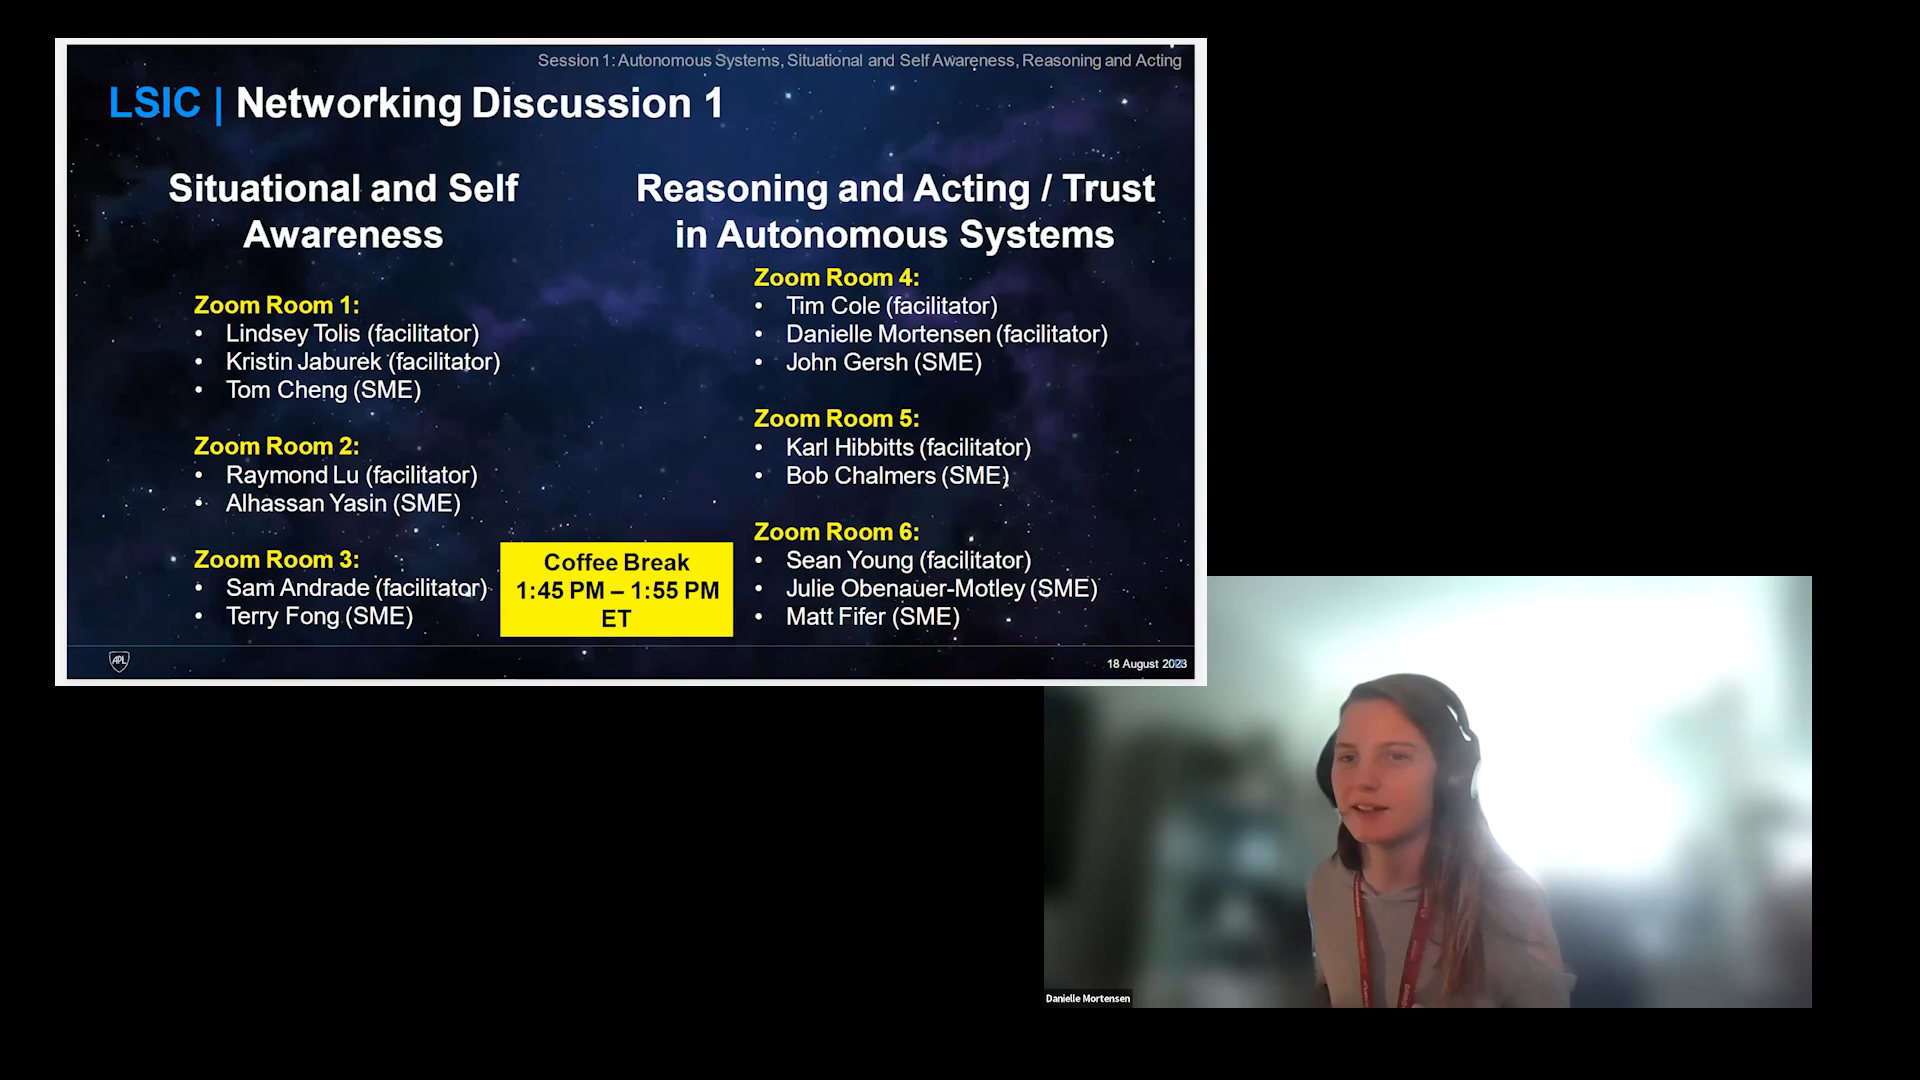 Session 1: Autonomous Systems, Situational and Self Awareness, Reasoning and Acting
LSIC | Networking Discussion 1
Situational and Self
Awareness
Zoom Room 1:
• Lindsey Tolis (facilitator)
• Kristin Jaburek (facilitator)
• Tom Cheng (SME)
Zoom Room 2:
• Raymond Lu (facilitator)
• Alhassan Yasin (SME)
Zoom Room 3:
• Sam Andrade (facilitator)
• Terry Fong (SME)
Coffee Break
1:45 PM – 1:55 PM
ET
Reasoning and Acting / Trust
in Autonomous Systems
Zoom Room 4:
• Tim Cole (facilitator)
• Danielle Mortensen (facilitator)
• John Gersh (SME)
Zoom Room 5:
• Karl Hibbitts (facilitator)
• Bob Chalmers (SME)
Zoom Room 6:
• Sean Young (facilitator)
• Julie Obenauer-Motley (SME)
• Matt Fifer (SME)
APL
18 August 2023
Danielle Mortensen